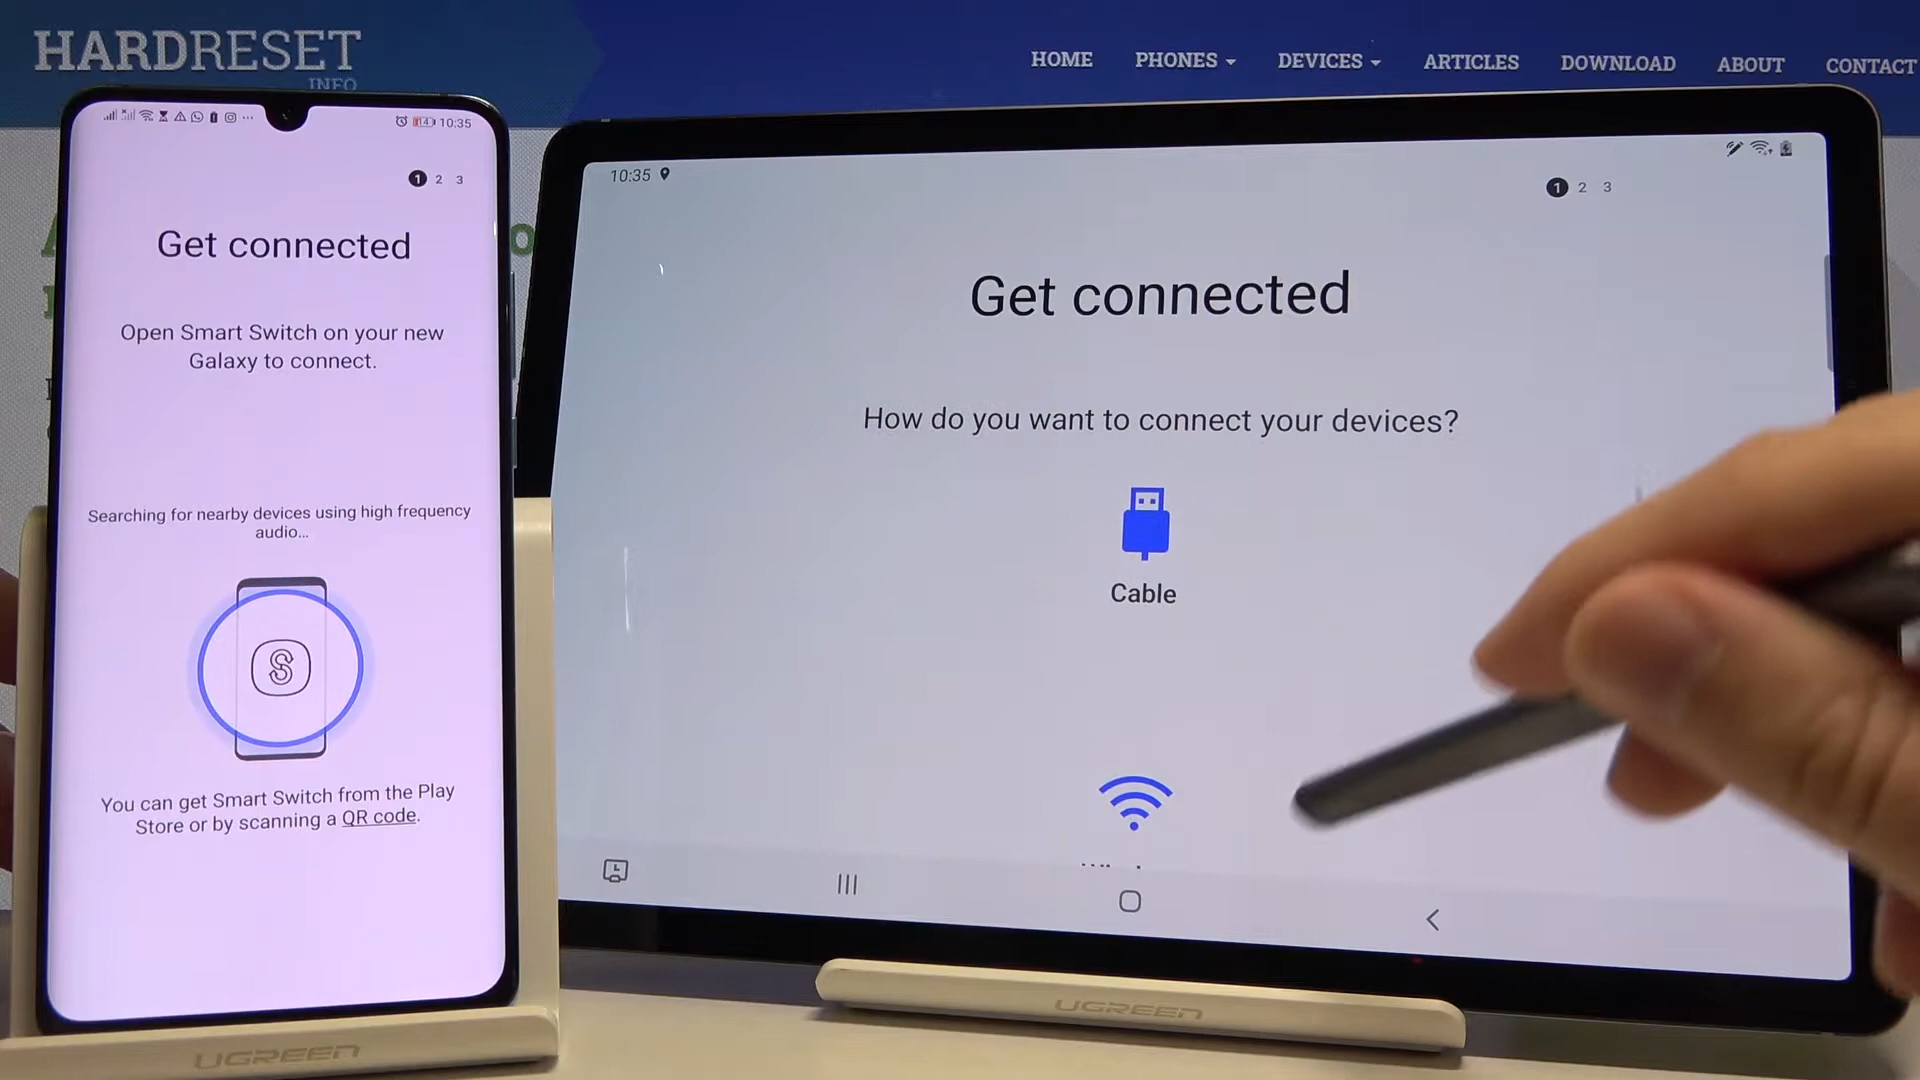 HARDRESET
INFO
HOME PHONES DEVICES ARTICLES DOWNLOAD ABOUT CONTACT
10:35
1 2 3
Get connected
Open Smart Switch on your new
Galaxy to connect.
Searching for nearby devices using high frequency
audio...
S
You can get Smart Switch from the Play
Store or by scanning a QR code.
UGREEN
10:35
1 2 3
Get connected
How do you want to connect your devices?
Cable
UGREEN